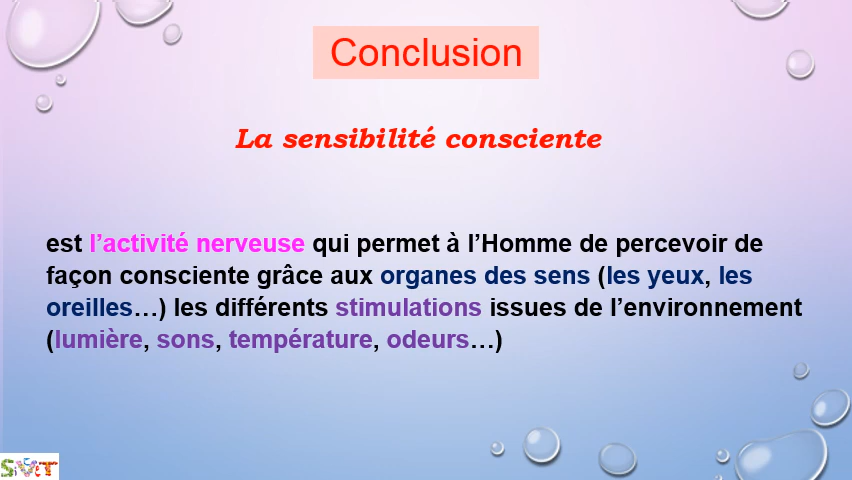 Conclusion
La sensibilité consciente
est l’activité nerveuse qui permet à l’Homme de percevoir de
façon consciente grâce aux organes des sens (les yeux, les
oreilles…) les différents stimulations issues de l’environnement
(lumière, sons, température, odeurs…)